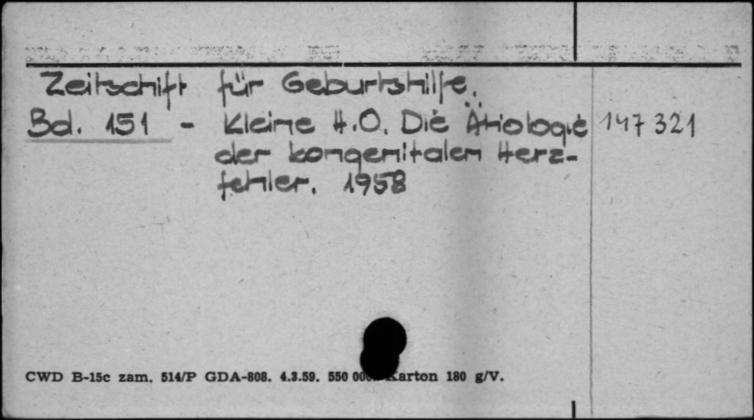 Zeitschift für Geburtshilfe.
Bd. 151 - Kleine H.O. Die Ätiologie 147 321
der kongenitalen Herz-
fehler. 1958
CWD B-15c zam. 514/P GDA-808. 4.3.59. 550 000. Karton 180 g/V.